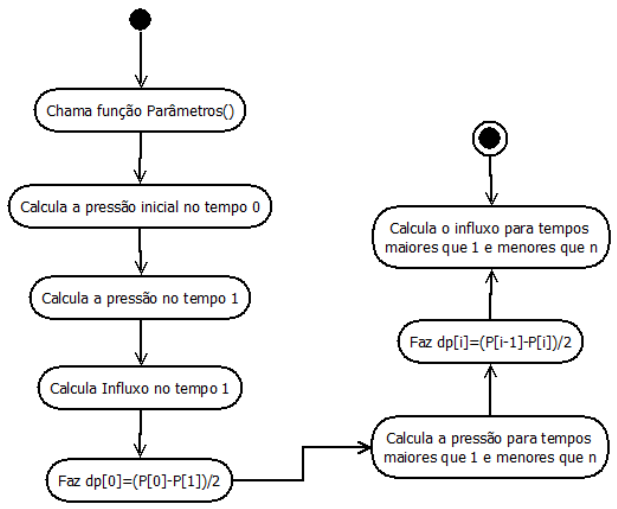 Chama função Parâmetros()
Calcula a pressão inicial no tempo 0
Calcula a pressão no tempo 1
Calcula Influxo no tempo 1
Faz dp[0]=(P[0]-P[1])/2
Calcula a pressão para tempos
maiores que 1 e menores que n
Faz dp[i]=(P[i-1]-P[i])/2
Calcula o influxo para tempos
maiores que 1 e menores que n